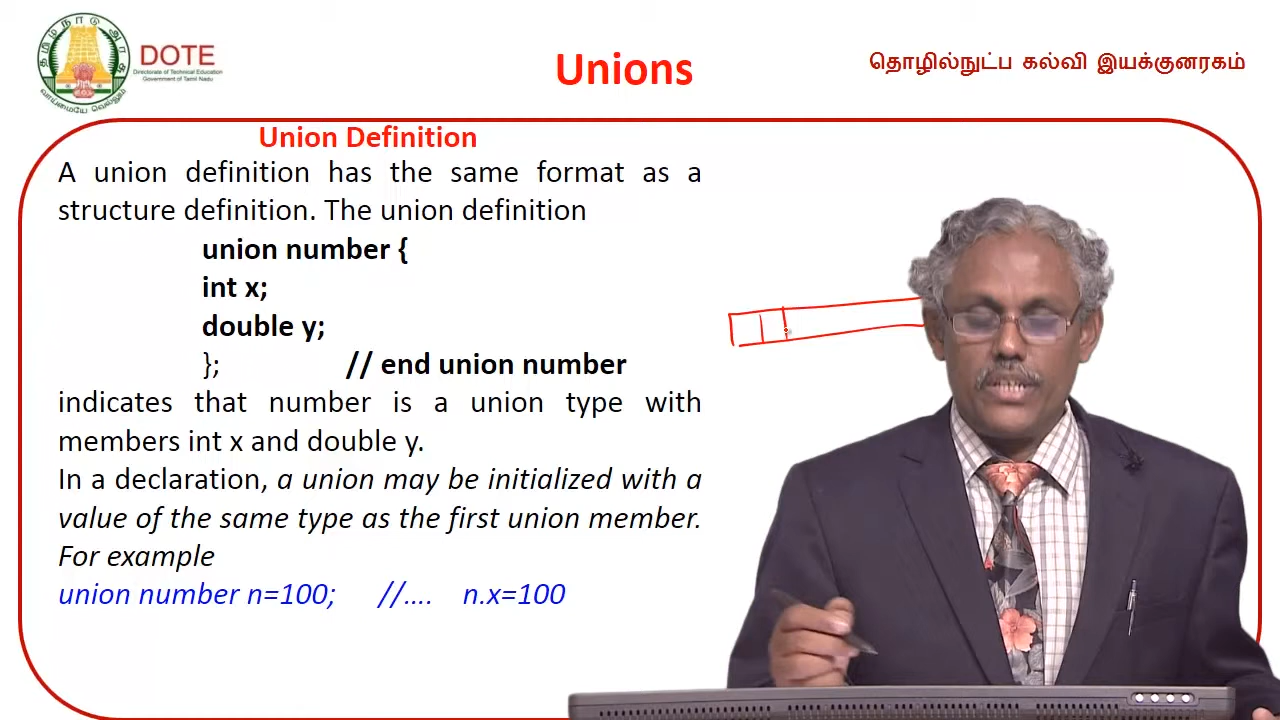 தமிழ்நாடு அரசு
வாய்மையே வெல்லும்
DOTE
Directorate of Technical Education
Government of Tamil Nadu
Unions
தொழில்நுட்ப கல்வி இயக்குனரகம்
Union Definition
A union definition has the same format as a
structure definition. The union definition
union number {
int x;
double y;
}; // end union number
indicates that number is a union type with
members int x and double y.
In a declaration, a union may be initialized with a
value of the same type as the first union member.
For example
union number n=100; //.... n.x=100